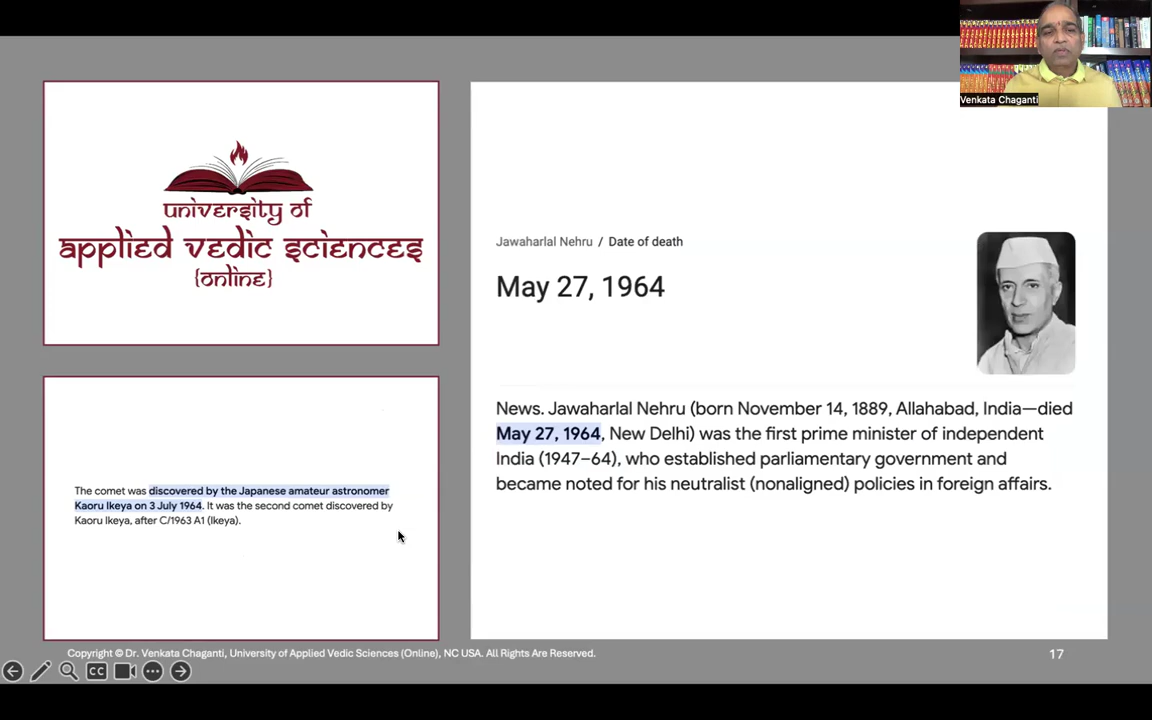 Venkata Chaganti
university of
applied vedic sciences
{online}
Jawaharlal Nehru / Date of death
May 27, 1964
News. Jawaharlal Nehru (born November 14, 1889, Allahabad, India—died
May 27, 1964, New Delhi) was the first prime minister of independent
India (1947–64), who established parliamentary government and
became noted for his neutralist (nonaligned) policies in foreign affairs.
The comet was discovered by the Japanese amateur astronomer
Kaoru Ikeya on 3 July 1964. It was the second comet discovered by
Kaoru Ikeya, after C/1963 A1 (Ikeya).
Copyright © Dr. Venkata Chaganti, University of Applied Vedic Sciences (Online), NC USA. All Rights Are Reserved.
17
CC